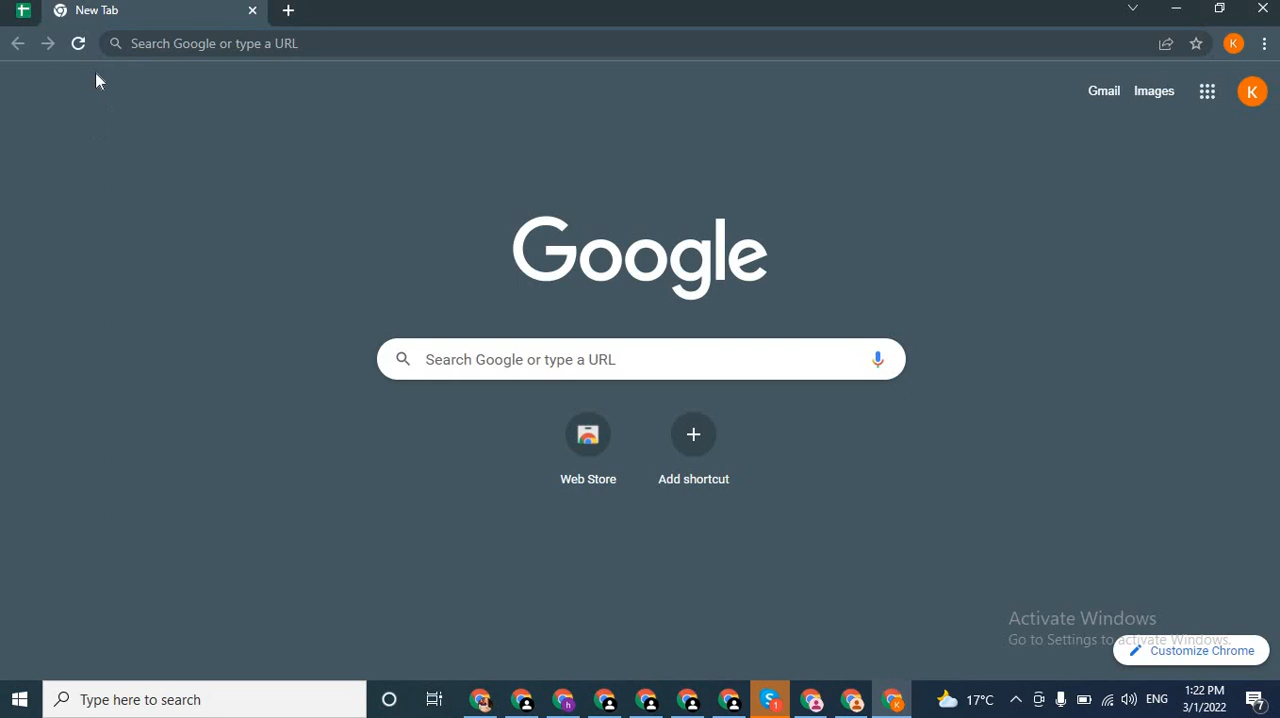 New Tab
Search Google or type a URL
K
Gmail
Images
K
Google
Search Google or type a URL
Web Store
Add shortcut
Activate Windows
Go to Settings to activate Windows.
Customize Chrome
Type here to search
h
S
1
K
17°C
ENG
1:22 PM
3/1/2022
7